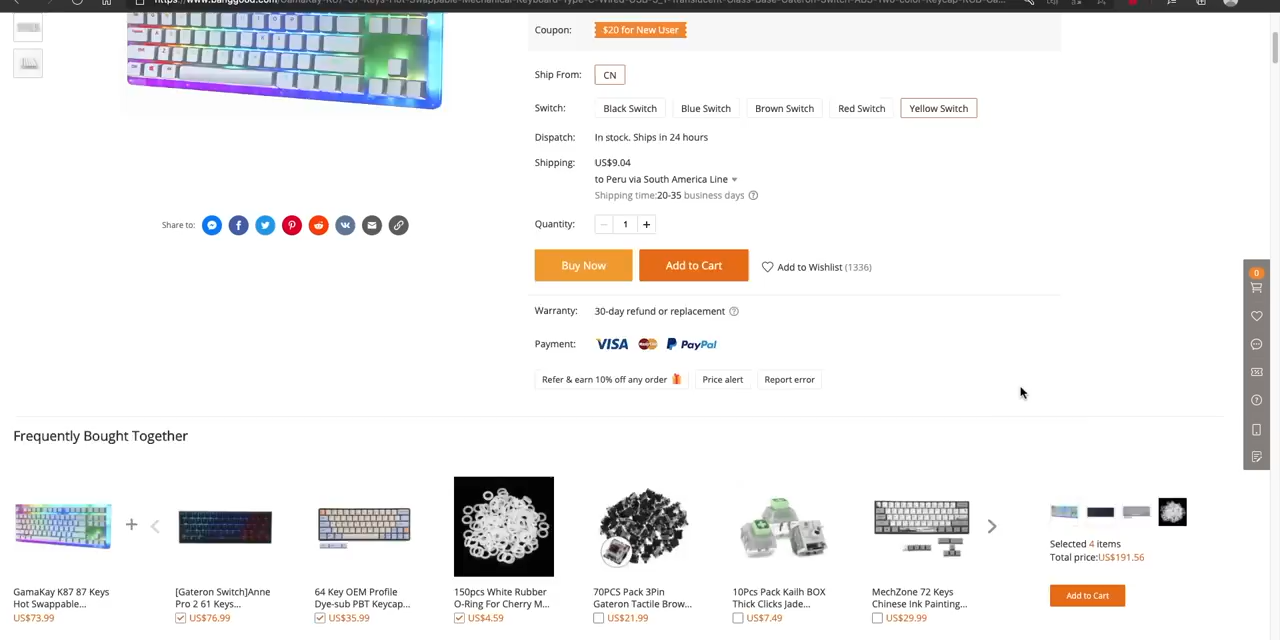 Coupon: $20 for New User
Ship From: CN
Switch: Black Switch Blue Switch Brown Switch Red Switch Yellow Switch
Dispatch: In stock. Ships in 24 hours
Shipping: US$9.04
to Peru via South America Line
Shipping time:20-35 business days
Share to:
Quantity: 1
Buy Now Add to Cart Add to Wishlist (1336)
0
Warranty: 30-day refund or replacement
Payment: VISA PayPal
Refer & earn 10% off any order Price alert Report error
Frequently Bought Together
Selected 4 items
Total price:US$191.56
Add to Cart
GamaKay K87 87 Keys
Hot Swappable...
US$73.99
[Gateron Switch]Anne
Pro 2 61 Keys...
US$76.99
64 Key OEM Profile
Dye-sub PBT Keycap...
US$35.99
150pcs White Rubber
O-Ring For Cherry M...
US$4.59
70PCS Pack 3Pin
Gateron Tactile Brow...
US$21.99
10Pcs Pack Kailh BOX
Thick Clicks Jade...
US$7.49
MechZone 72 Keys
Chinese Ink Painting...
US$29.99